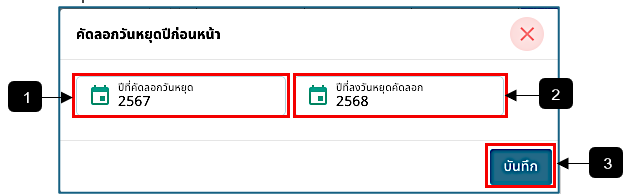 คัดลอกวันหยุดปีก่อนหน้า
1
ปีที่คัดลอกวันหยุด
2567
ปีที่ลงวันหยุดคัดลอก
2568
2
บันทึก
3